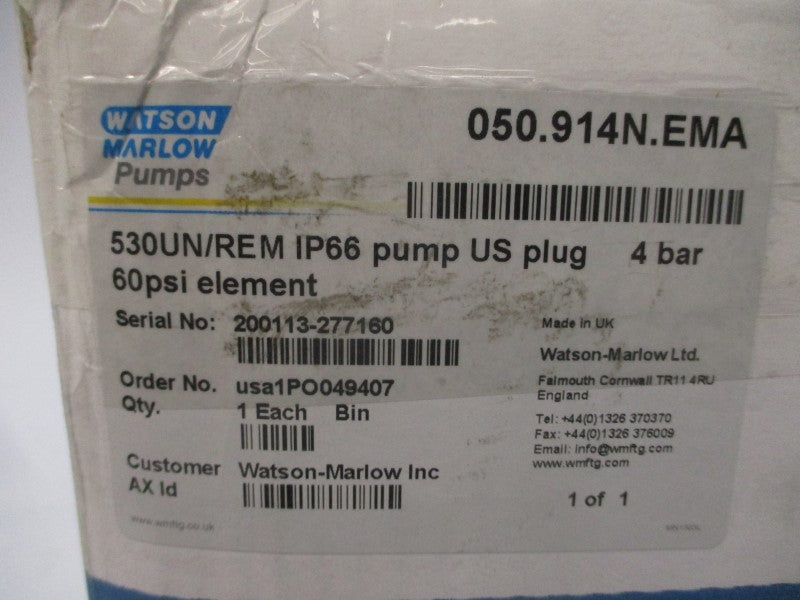 WATSON
MARLOW
Pumps
050.914N.EMA
530UN/REM IP66 pump US plug 4 bar
60psi element
Serial No: 200113-277160
Made in UK
Watson-Marlow Ltd.
Order No. usa1PO049407
Falmouth Cornwall TR11 4RU
England
Qty. 1 Each Bin
Tel: +44(0)1326 370370
Fax: +44(0)1326 376009
Email: info@wmftg.com
www.wmftg.com
Customer Watson-Marlow Inc
AX Id
1 of 1
www.wmftg.co.uk